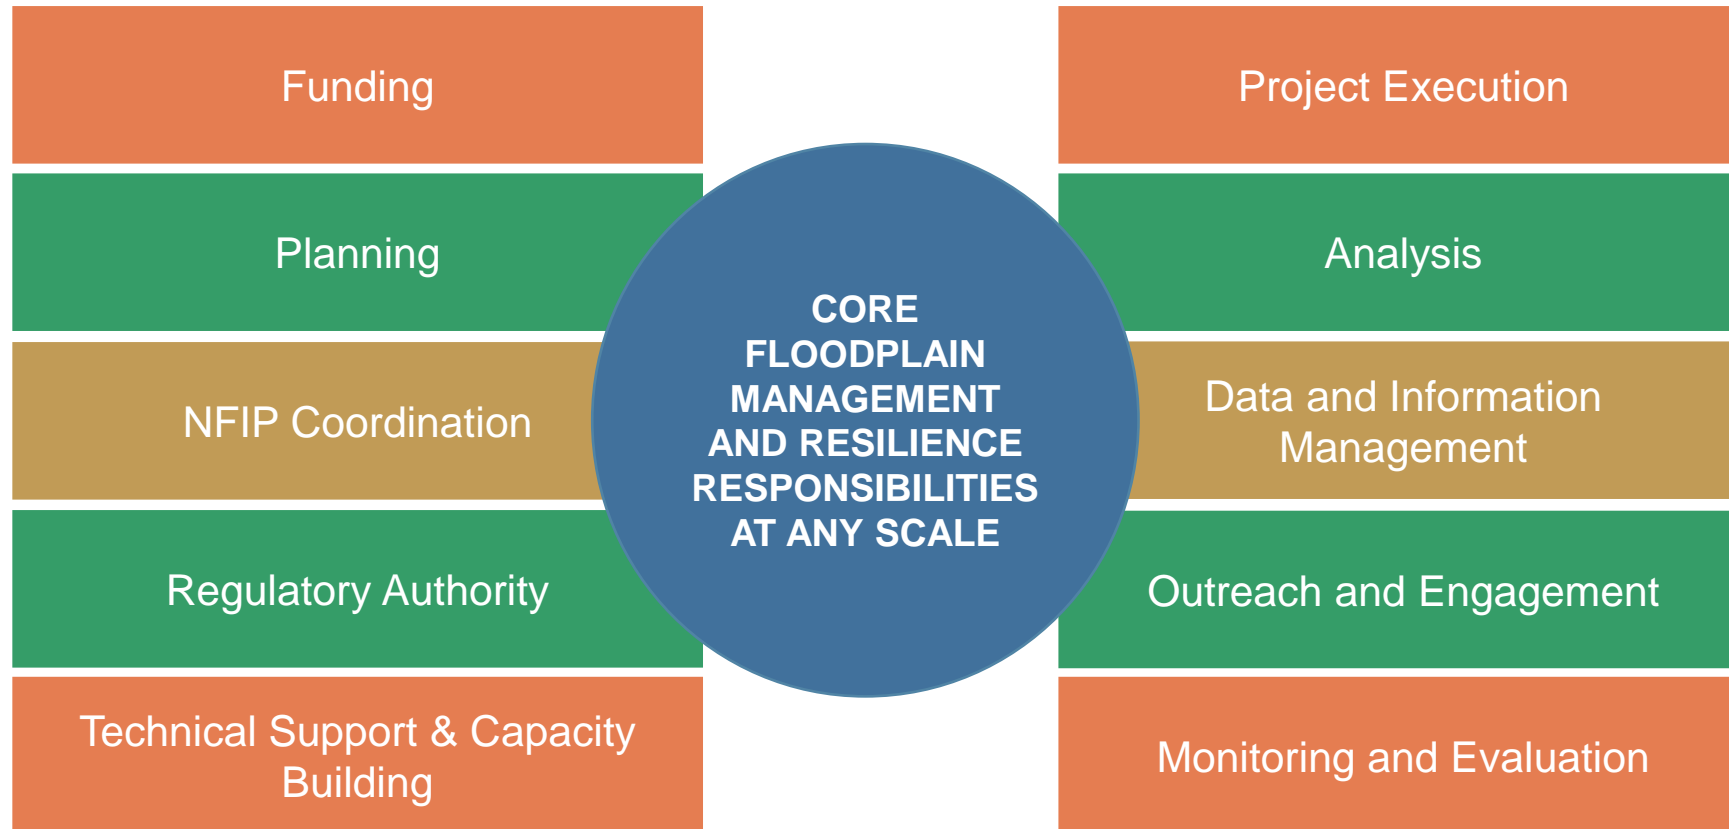 Funding
Planning
NFIP Coordination
Regulatory Authority
Technical Support & Capacity
Building
CORE
FLOODPLAIN
MANAGEMENT
AND RESILIENCE
RESPONSIBILITIES
AT ANY SCALE
Project Execution
Analysis
Data and Information
Management
Outreach and Engagement
Monitoring and Evaluation